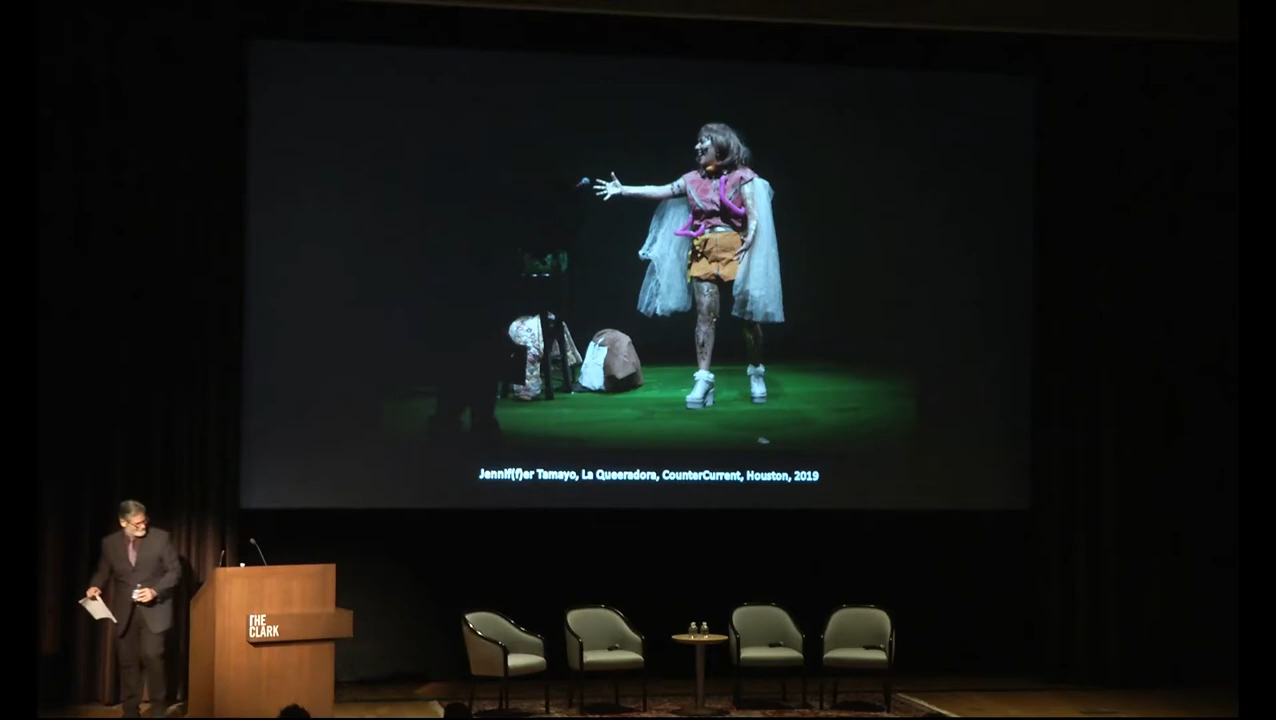 Jennif(f)er Tamayo, La Queeradora, CounterCurrent, Houston, 2019
THE
CLARK